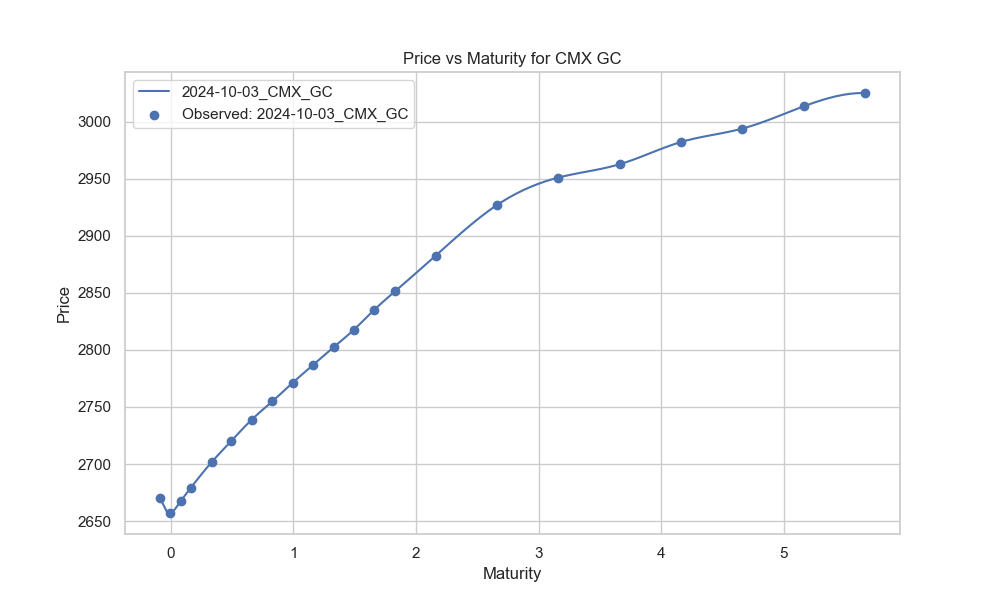 Price vs Maturity for CMX GC
2024-10-03_CMX_GC
Observed: 2024-10-03_CMX_GC
Price
3000
2950
2900
2850
2800
2750
2700
2650
0 1 2 3 4 5
Maturity